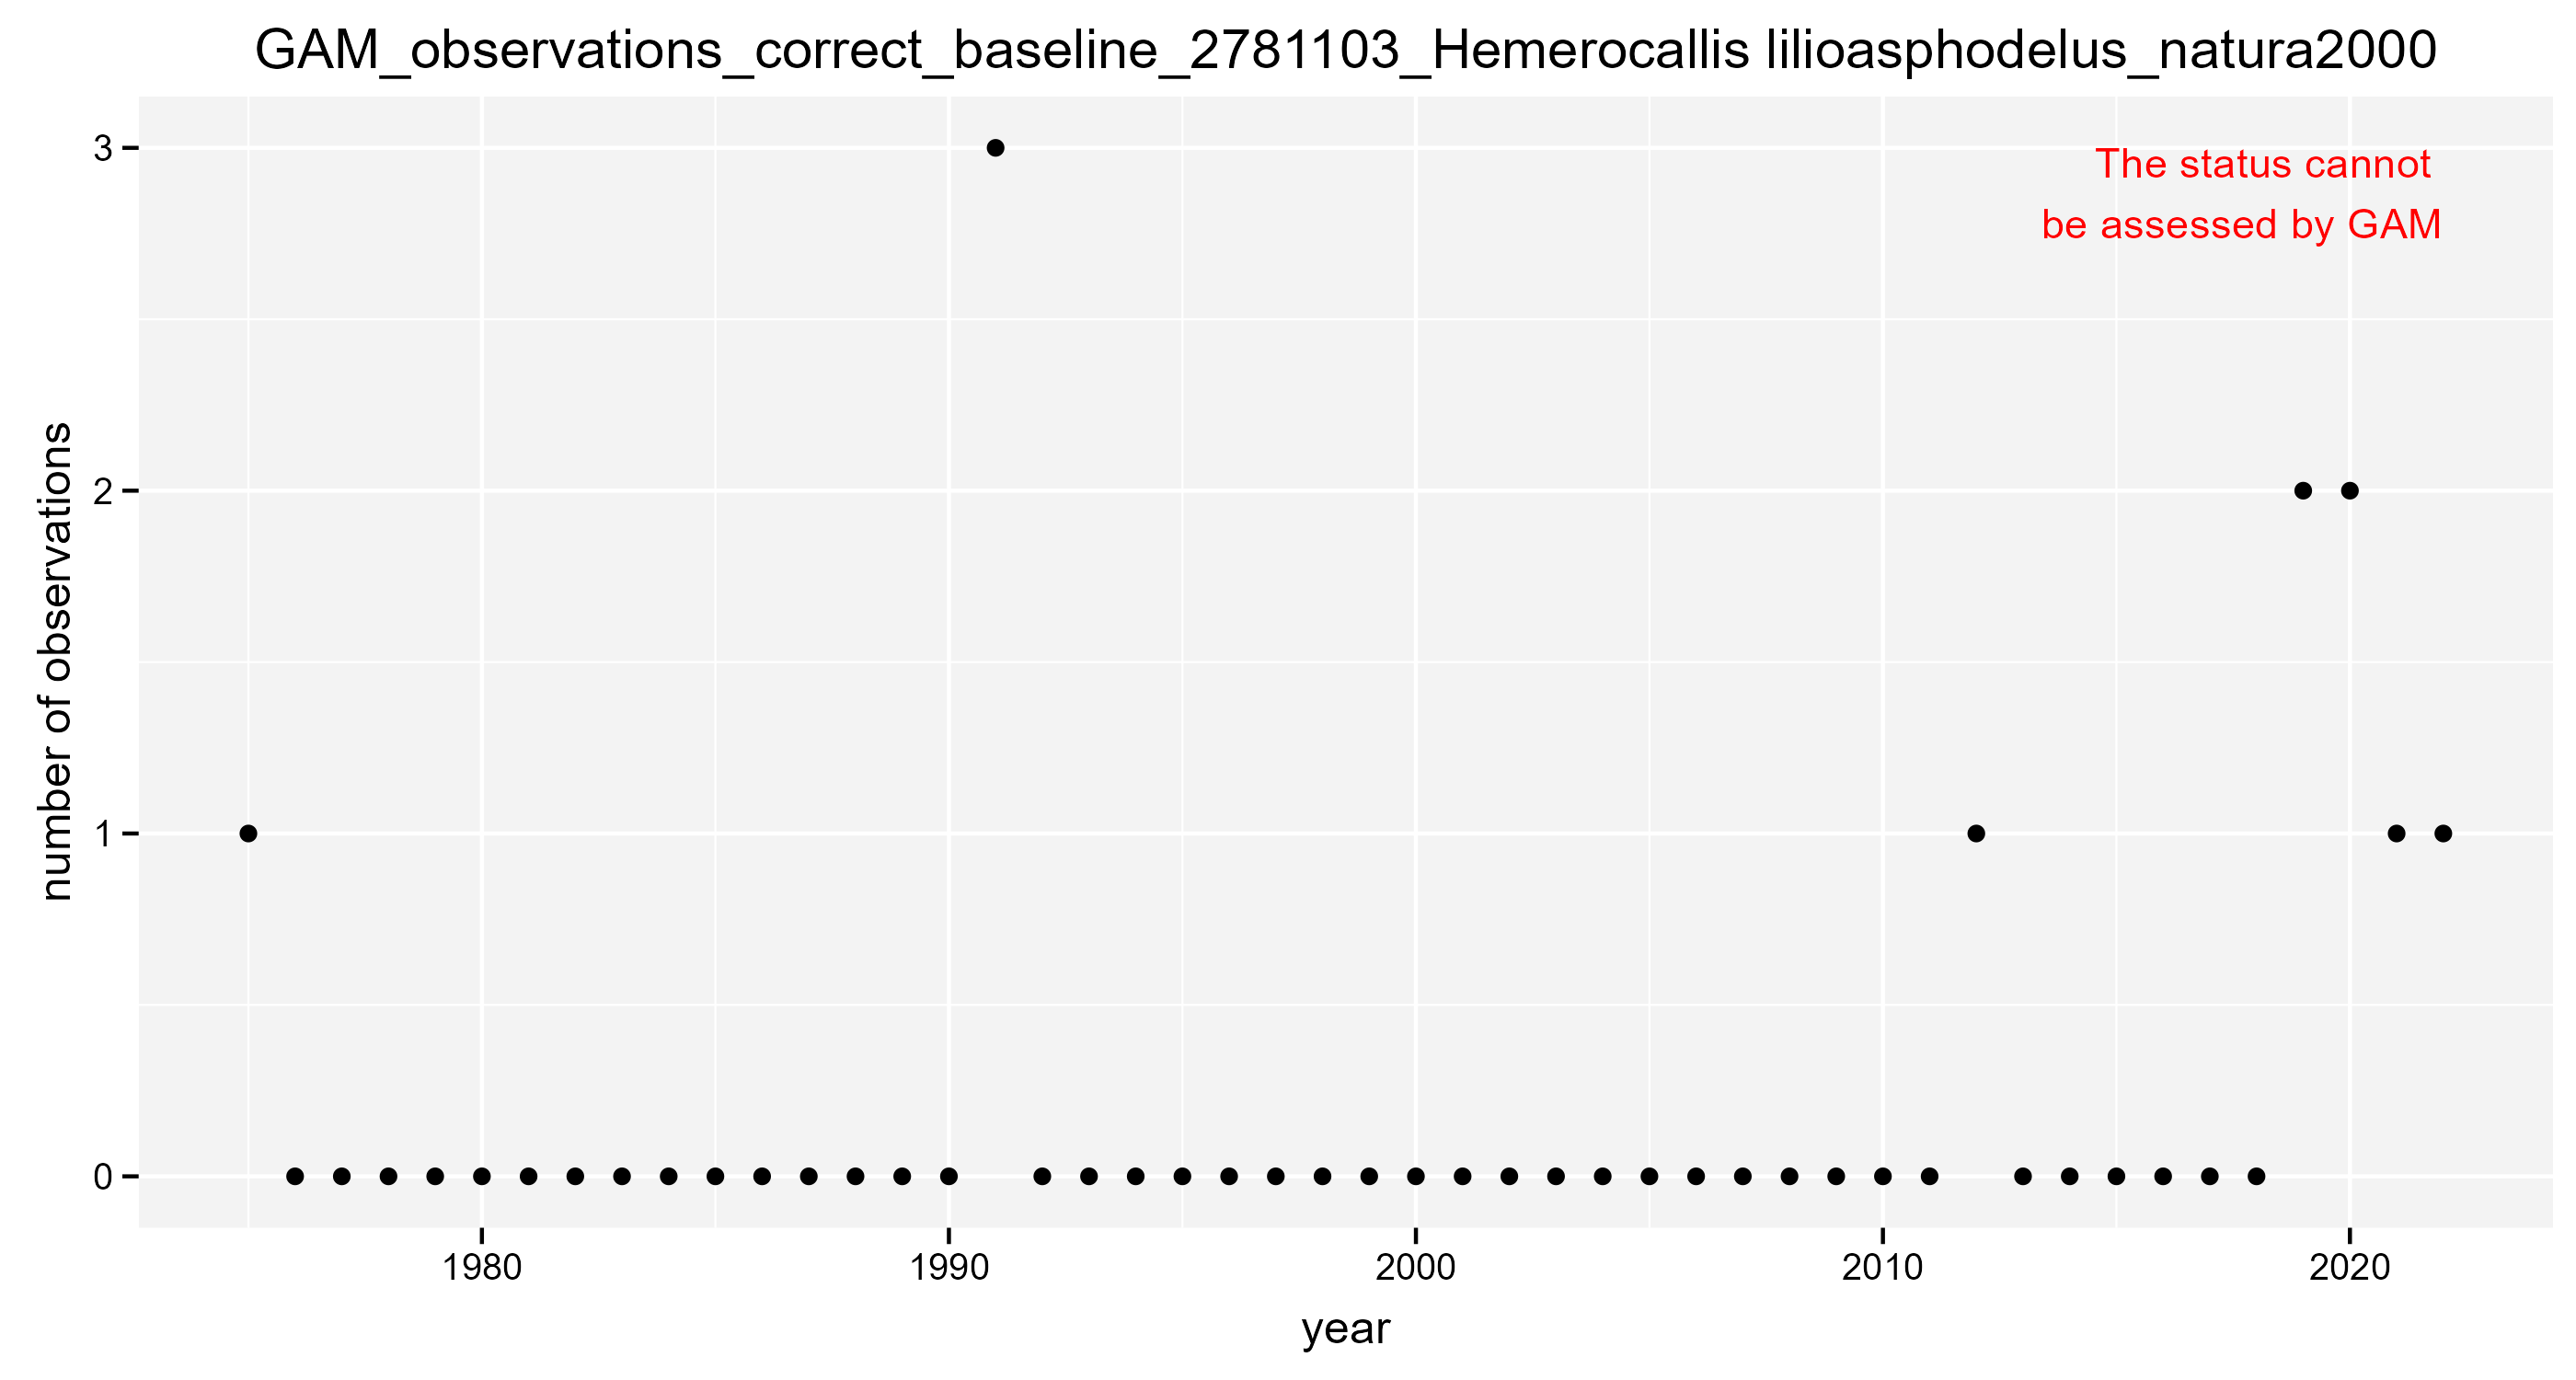 GAM_observations_correct_baseline_2781103_Hemerocallis lilioasphodelus_natura2000
The status cannot
be assessed by GAM
number of observations
3
2
1
0
1980 1990 2000 2010 2020
year